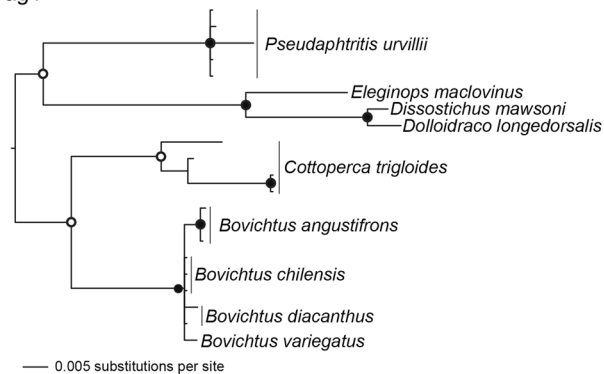 Pseudaphtritis urvillii
Eleginops maclovinus
Dissostichus mawsoni
Dolloidraco longedorsalis
Cottoperca trigloides
Bovichtus angustifrons
Bovichtus chilensis
Bovichtus diacanthus
Bovichtus variegatus
0.005 substitutions per site